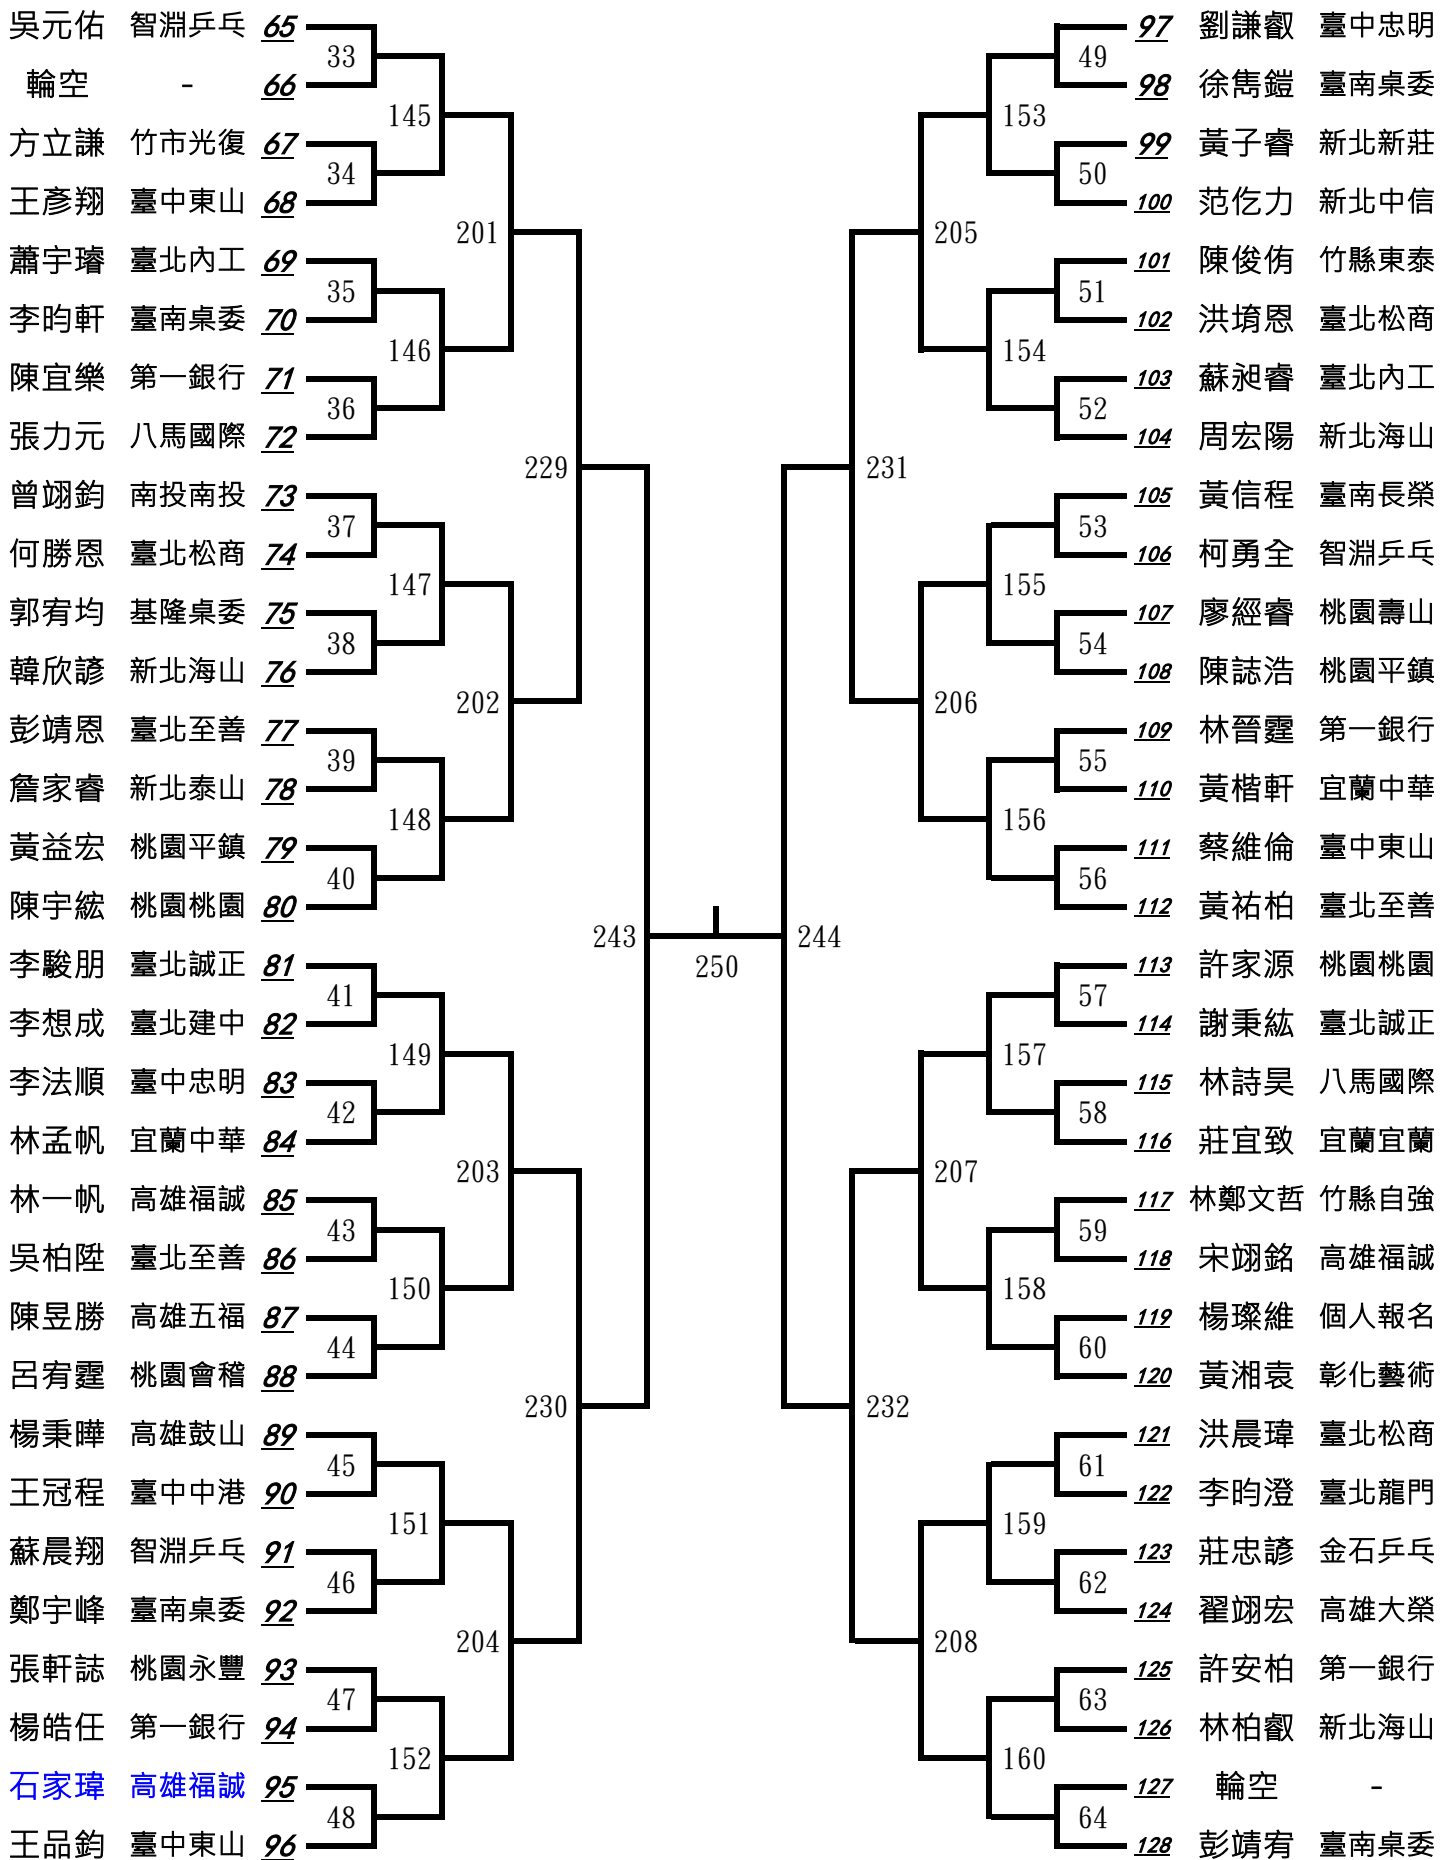 吳元佑 智淵乒乓 65
33
輪空 - 66
145
方立謙 竹市光復 67
34
王彥翔 臺中東山 68
201
蕭宇璿 臺北內工 69
35
李昀軒 臺南桌委 70
146
陳宜樂 第一銀行 71
36
張力元 八馬國際 72
229
曾翊鈞 南投南投 73
37
何勝恩 臺北松商 74
147
郭宥均 基隆桌委 75
38
韓欣諺 新北海山 76
202
彭靖恩 臺北至善 77
39
詹家睿 新北泰山 78
148
黃益宏 桃園平鎮 79
40
陳宇綋 桃園桃園 80
243
李駿朋 臺北誠正 81
41
李想成 臺北建中 82
149
李法順 臺中忠明 83
42
林孟帆 宜蘭中華 84
203
林一帆 高雄福誠 85
43
吳柏陞 臺北至善 86
150
陳昱勝 高雄五福 87
44
呂宥霆 桃園會稽 88
230
楊秉曄 高雄鼓山 89
45
王冠程 臺中中港 90
151
蘇晨翔 智淵乒乓 91
46
鄭宇峰 臺南桌委 92
204
張軒誌 桃園永豐 93
47
楊皓任 第一銀行 94
152
石家瑋 高雄福誠 95
48
王品鈞 臺中東山 96
250
97 劉謙叡 臺中忠明
49
98 徐雋鎧 臺南桌委
153
99 黃子睿 新北新莊
50
100 范仡力 新北中信
205
101 陳俊侑 竹縣東泰
51
102 洪堉恩 臺北松商
154
103 蘇昶睿 臺北內工
52
104 周宏陽 新北海山
231
105 黃信程 臺南長榮
53
106 柯勇全 智淵乒乓
155
107 廖經睿 桃園壽山
54
108 陳誌浩 桃園平鎮
206
109 林晉霆 第一銀行
55
110 黃楷軒 宜蘭中華
156
111 蔡維倫 臺中東山
56
112 黃祐柏 臺北至善
244
113 許家源 桃園桃園
57
114 謝秉紘 臺北誠正
157
115 林詩昊 八馬國際
58
116 莊宜致 宜蘭宜蘭
207
117 林鄭文哲 竹縣自強
59
118 宋翊銘 高雄福誠
158
119 楊璨維 個人報名
60
120 黃湘袁 彰化藝術
232
121 洪晨瑋 臺北松商
61
122 李昀澄 臺北龍門
159
123 莊忠諺 金石乒乓
62
124 翟翊宏 高雄大榮
208
125 許安柏 第一銀行
63
126 林柏叡 新北海山
160
127 輪空 -
64
128 彭靖宥 臺南桌委